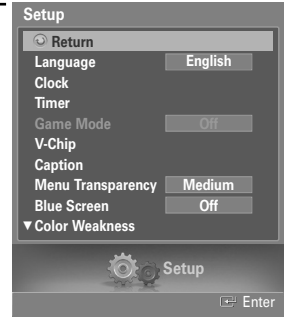 Setup
Return
Language English
Clock
Timer
Game Mode Off
V-Chip
Caption
Menu Transparency Medium
Blue Screen Off
▼Color Weakness
Setup
Enter